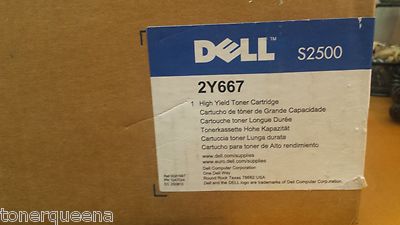 DELL S2500
2Y667
1 High Yield Toner Cartridge
Cartucho de tóner de Grande Capacidade
Cartouche toner Longue Durée
Tonerkassette Hohe Kapazität
Cartuccia toner Lunga durata
Cartucho de toner de Alto rendimiento
www.dell.com/supplies
www.euro.dell.com/supplies
Dell Computer Corporation
One Dell Way
Round Rock Texas 78682 USA
Dell and the DELL logo are trademarks of Dell Computer Corporation.
© tonerqueena